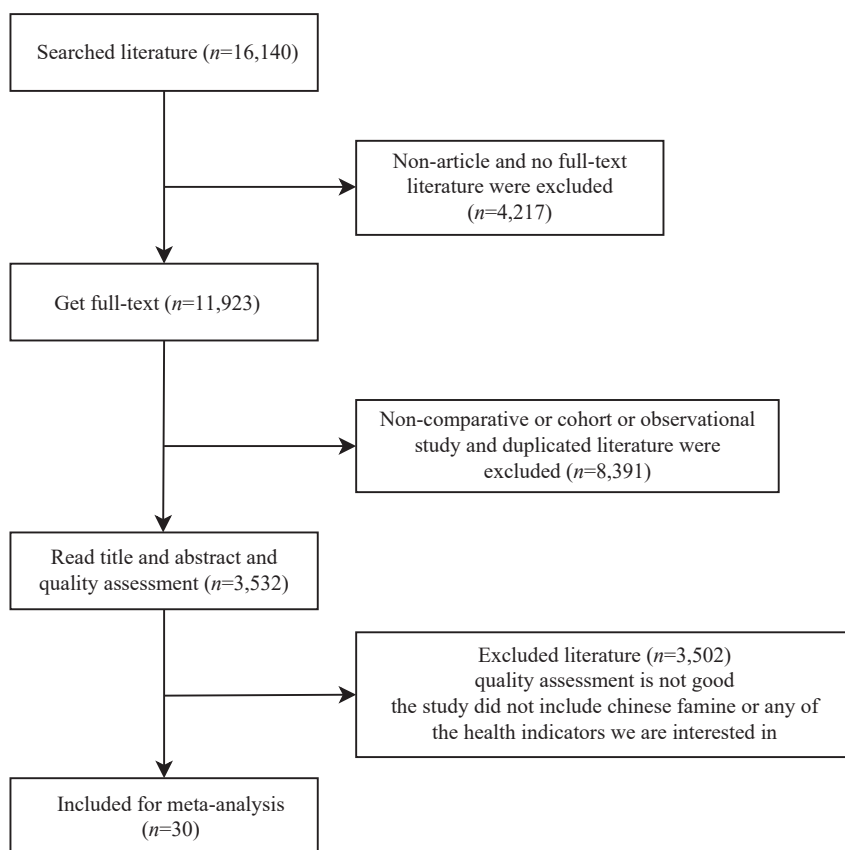 Searched literature (n=16,140)
Non-article and no full-text
literature were excluded
(n=4,217)
Get full-text (n=11,923)
Non-comparative or cohort or observational
study and duplicated literature were
excluded (n=8,391)
Read title and abstract and
quality assessment (n=3,532)
Excluded literature (n=3,502)
quality assessment is not good
the study did not include chinese famine or any of
the health indicators we are interested in
Included for meta-analysis
(n=30)